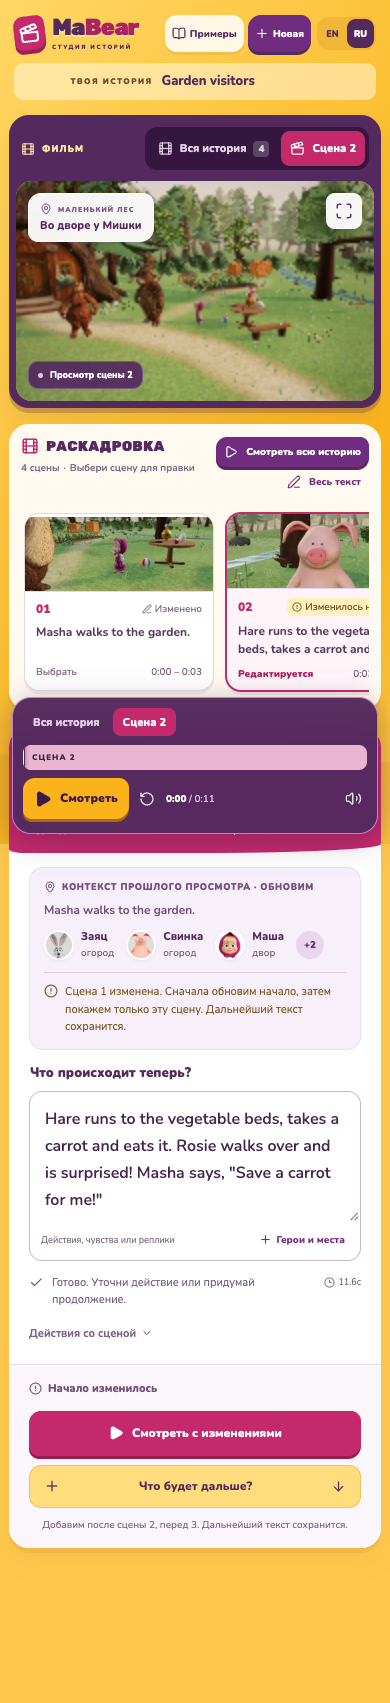 MaBear
СТУДИЯ ИСТОРИЙ
Примеры
Новая
EN
RU
ТВОЯ ИСТОРИЯ
Garden visitors
ФИЛЬМ
Вся история
4
Сцена 2
МАЛЕНЬКИЙ ЛЕС
Во дворе у Мишки
Просмотр сцены 2
РАСКАДРОВКА
4 сцены · Выбери сцену для правки
Смотреть всю историю
Весь текст
01
Изменено
Masha walks to the garden.
Выбрать
0:00 – 0:03
02
Изменилось
Hare runs to the
beds, takes a carrot and
Редактируется
Вся история
Сцена 2
СЦЕНА 2
Смотреть
0:00 / 0:11
КОНТЕКСТ ПРОШЛОГО ПРОСМОТРА · ОБНОВИМ
Masha walks to the garden.
Заяц
огород
Свинка
огород
Маша
двор
+2
Сцена 1 изменена. Сначала обновим начало, затем
покажем только эту сцену. Дальнейший текст
сохранится.
Что происходит теперь?
Hare runs to the vegetable beds, takes a
carrot and eats it. Rosie walks over and
is surprised! Masha says, "Save a carrot
for me!"
Действия, чувства или реплики
Герои и места
Готово. Уточни действие или придумай
продолжение.
11.6с
Действия со сценой
Начало изменилось
Смотреть с изменениями
Что будет дальше?
Добавим после сцены 2, перед 3. Дальнейший текст сохранится.